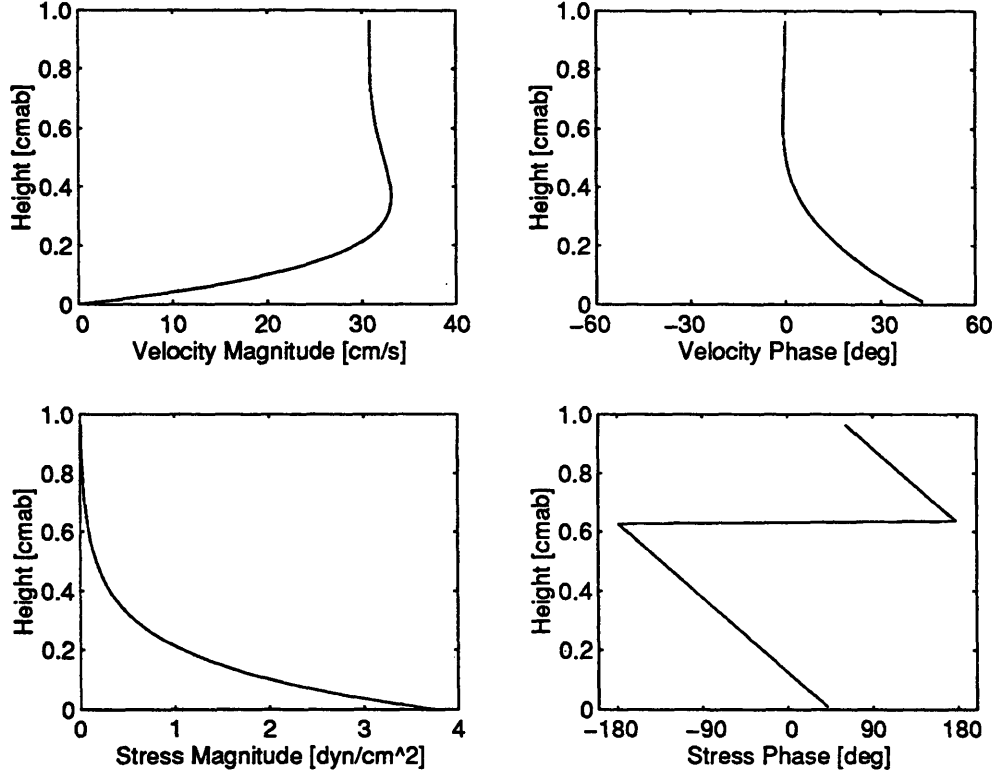 1.0
0.8
0.6
0.4
0.2
0
Height [cmab]
0 10 20 30 40
Velocity Magnitude [cm/s]
1.0
0.8
0.6
0.4
0.2
0
Height [cmab]
−60 −30 0 30 60
Velocity Phase [deg]
1.0
0.8
0.6
0.4
0.2
0
Height [cmab]
0 1 2 3 4
Stress Magnitude [dyn/cm^2]
1.0
0.8
0.6
0.4
0.2
0
Height [cmab]
−180 −90 0 90 180
Stress Phase [deg]